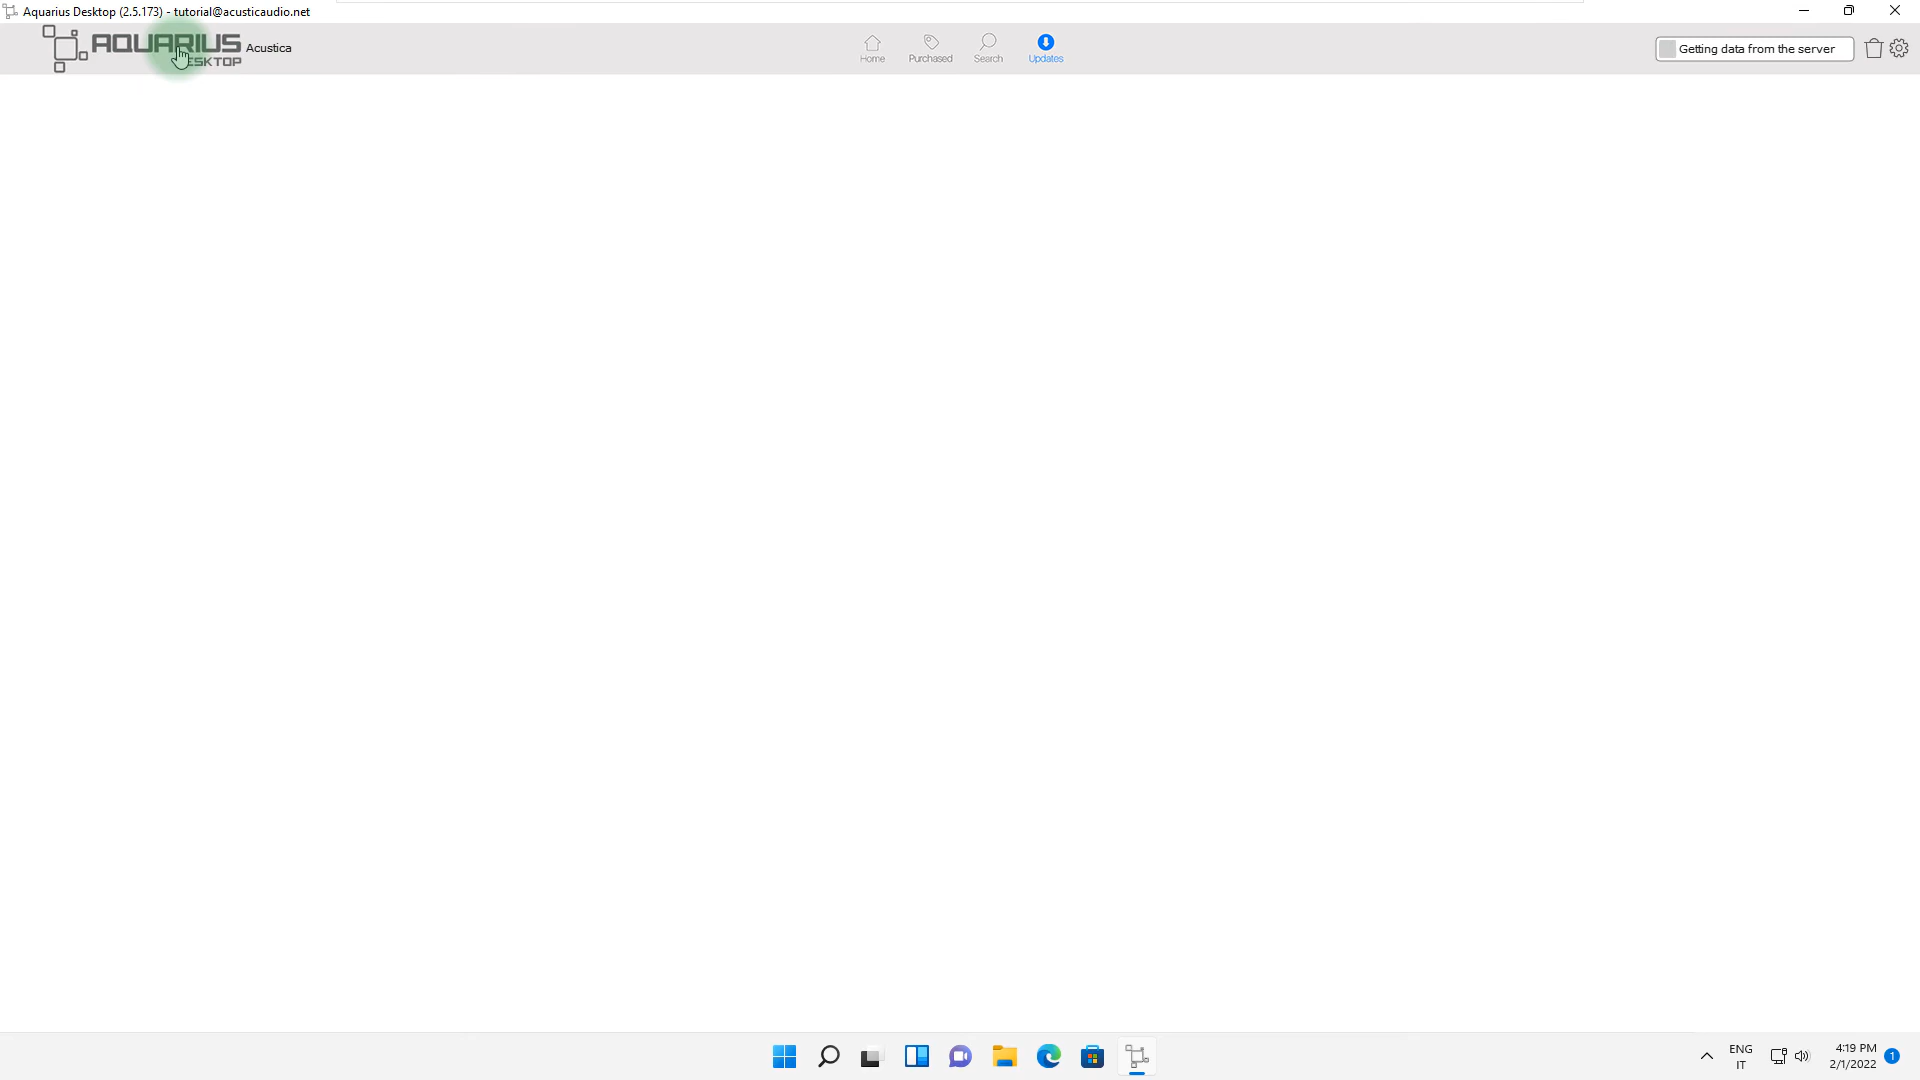 Aquarius Desktop (2.5.173) - tutorial@acusticaudio.net
AQUARIUS
DESKTOP
Acustica
Home
Purchased
Search
Updates
Getting data from the server
ENG
IT
4:19 PM
2/1/2022
1